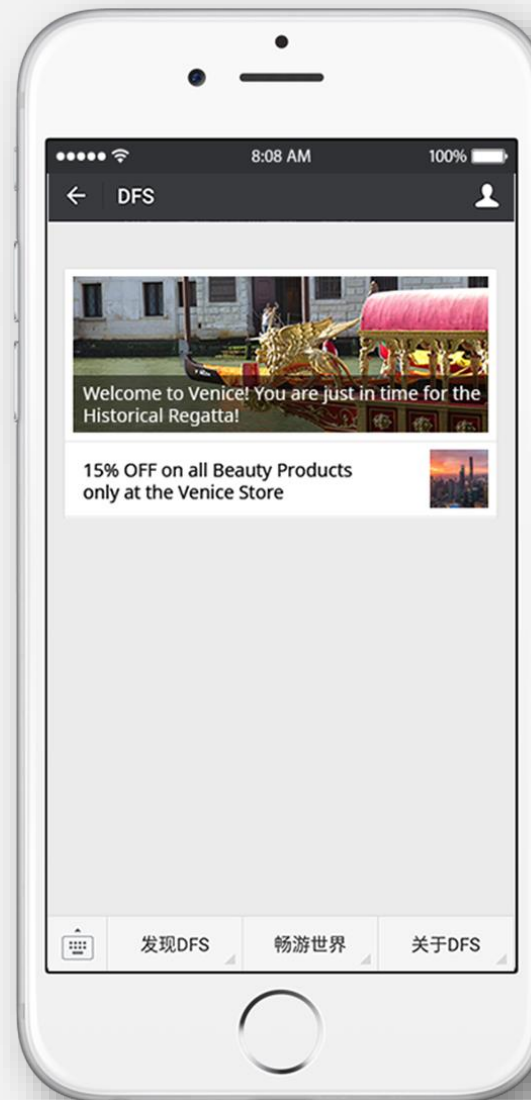 8:08 AM
100%
DFS
Welcome to Venice! You are just in time for the
Historical Regatta!
15% OFF on all Beauty Products
only at the Venice Store
发现DFS
畅游世界
关于DFS